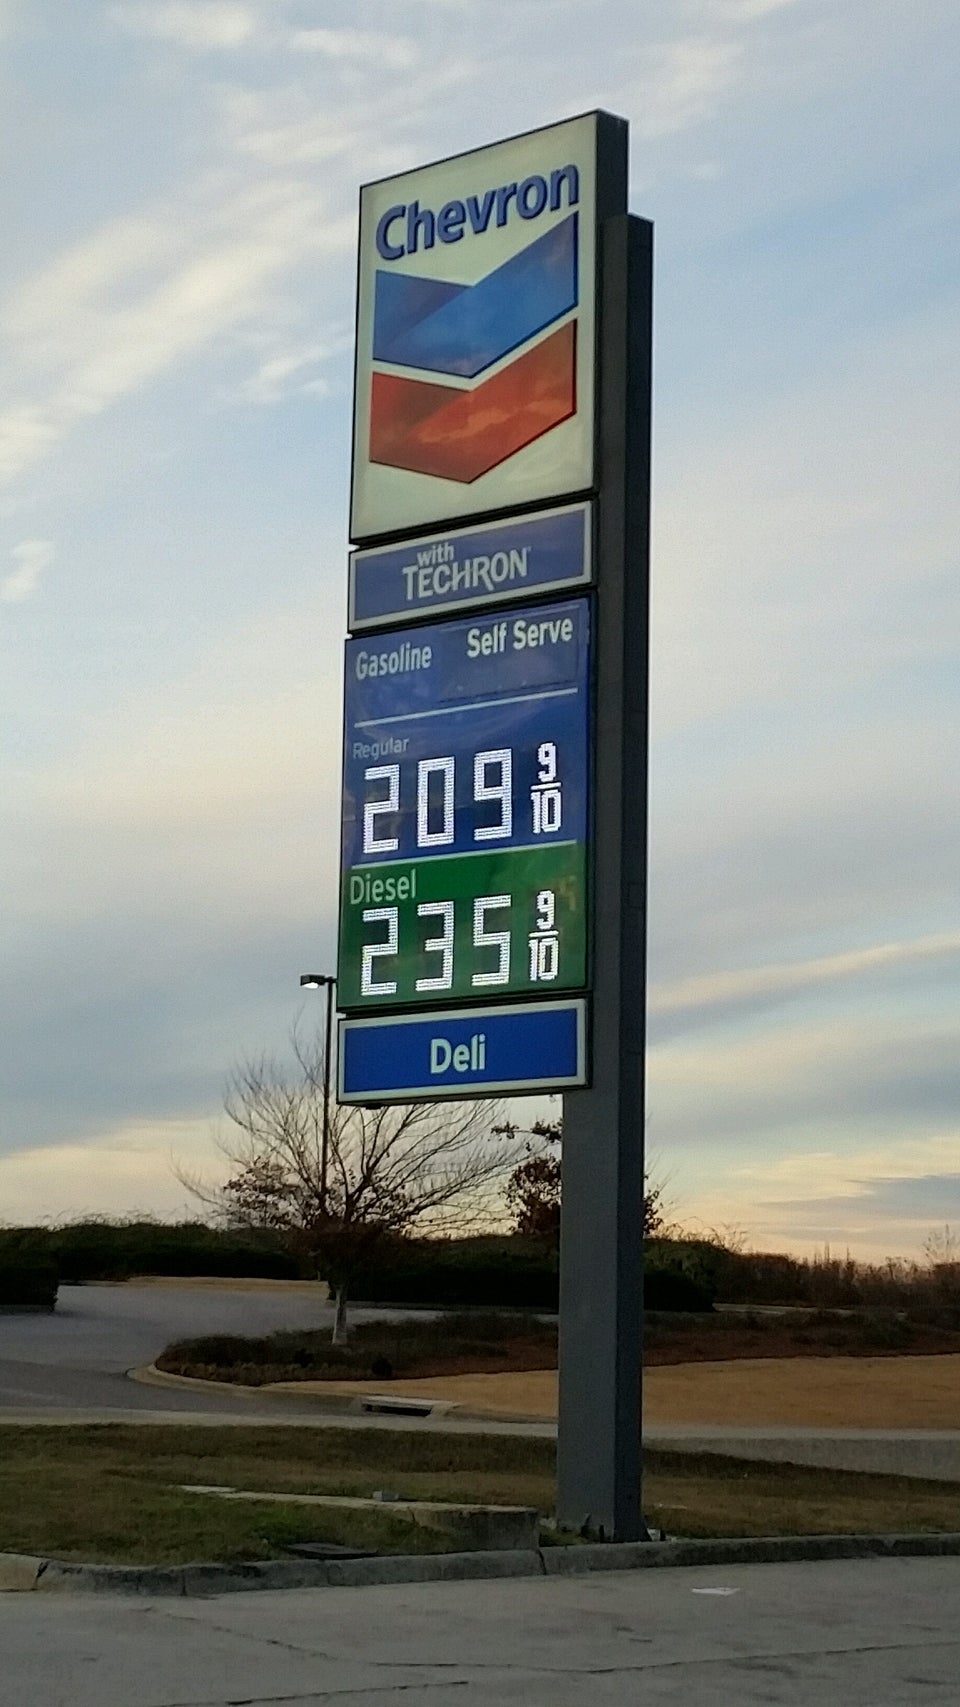 Chevron
with
TECHRON
Gasoline Self Serve
Regular
209 9/10
Diesel
235 9/10
Deli